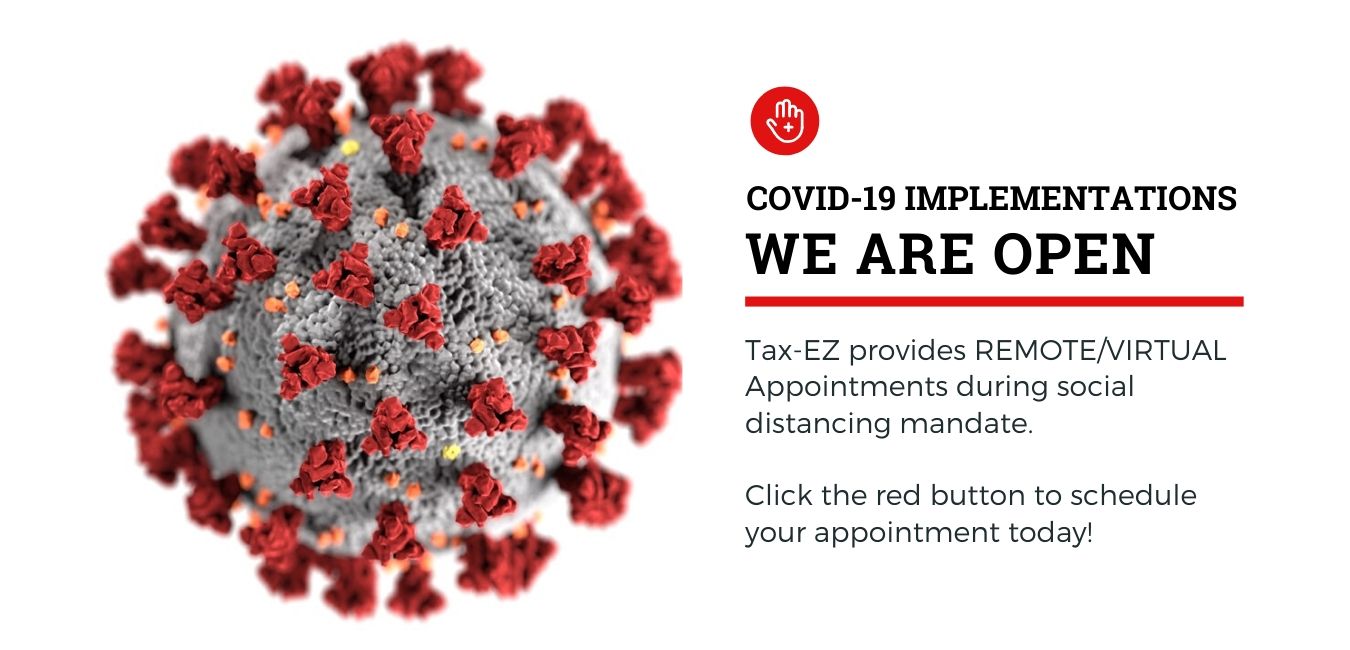 COVID-19 IMPLEMENTATIONS
WE ARE OPEN
Tax-EZ provides REMOTE/VIRTUAL
Appointments during social
distancing mandate.
Click the red button to schedule
your appointment today!